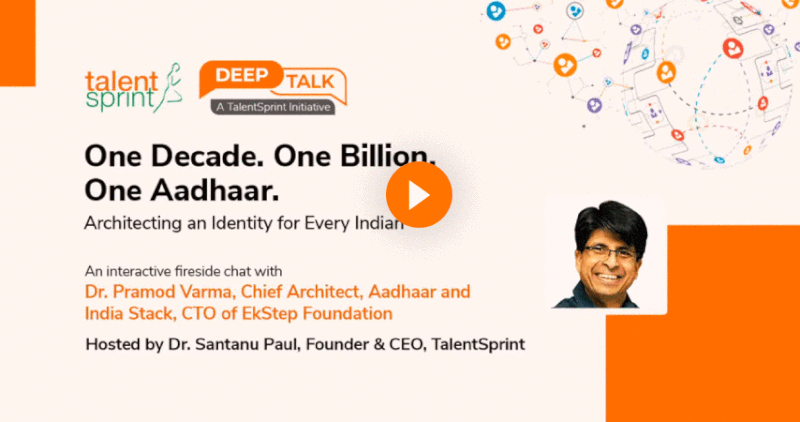 talent
sprint
DEEP
TALK
A TalentSprint Initiative
One Decade. One Billion.
One Aadhaar.
Architecting an Identity for Every Indian
An interactive fireside chat with
Dr. Pramod Varma, Chief Architect, Aadhaar and
India Stack, CTO of EkStep Foundation
Hosted by Dr. Santanu Paul, Founder & CEO, TalentSprint